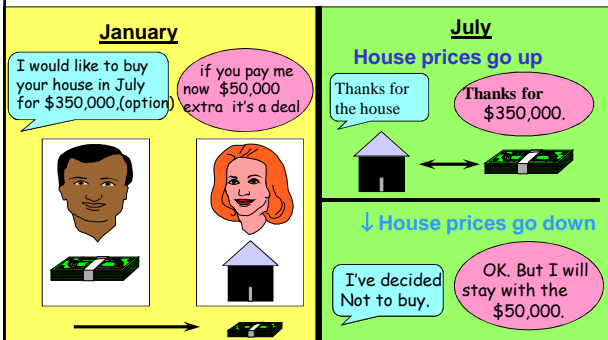 January
I would like to buy
your house in July
for $350,000,(option)
if you pay me
now $50,000
extra it's a deal
July
House prices go up
Thanks for
the house
Thanks for
$350,000.
↓ House prices go down
I've decided
Not to buy.
OK. But I will
stay with the
$50,000.